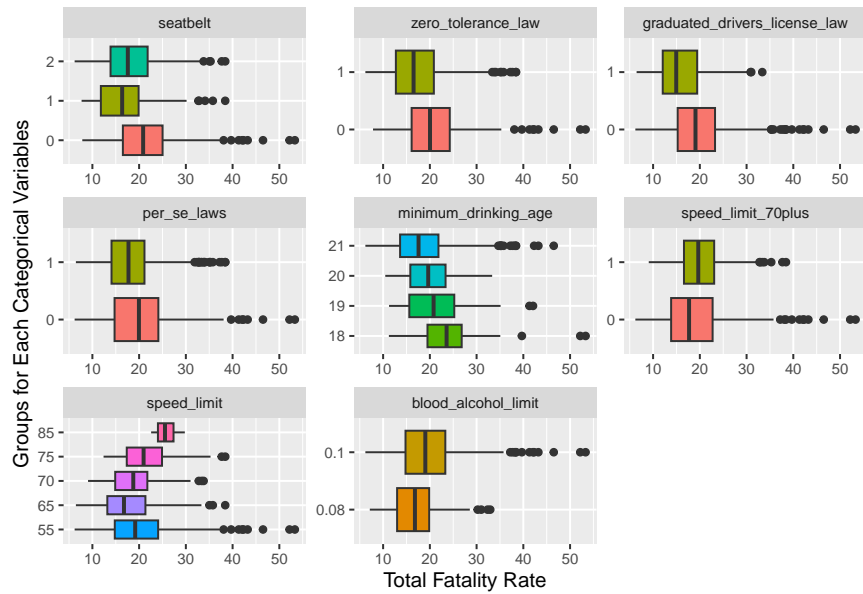 seatbelt
zero_tolerance_law
graduated_drivers_license_law
2
1
0
1
0
1
0
10 20 30 40 50
10 20 30 40 50
10 20 30 40 50
per_se_laws
minimum_drinking_age
speed_limit_70plus
1
0
21
20
19
18
1
0
10 20 30 40 50
10 20 30 40 50
10 20 30 40 50
speed_limit
blood_alcohol_limit
85
75
70
65
55
0.1
0.08
10 20 30 40 50
10 20 30 40 50
Groups for Each Categorical Variables
Total Fatality Rate